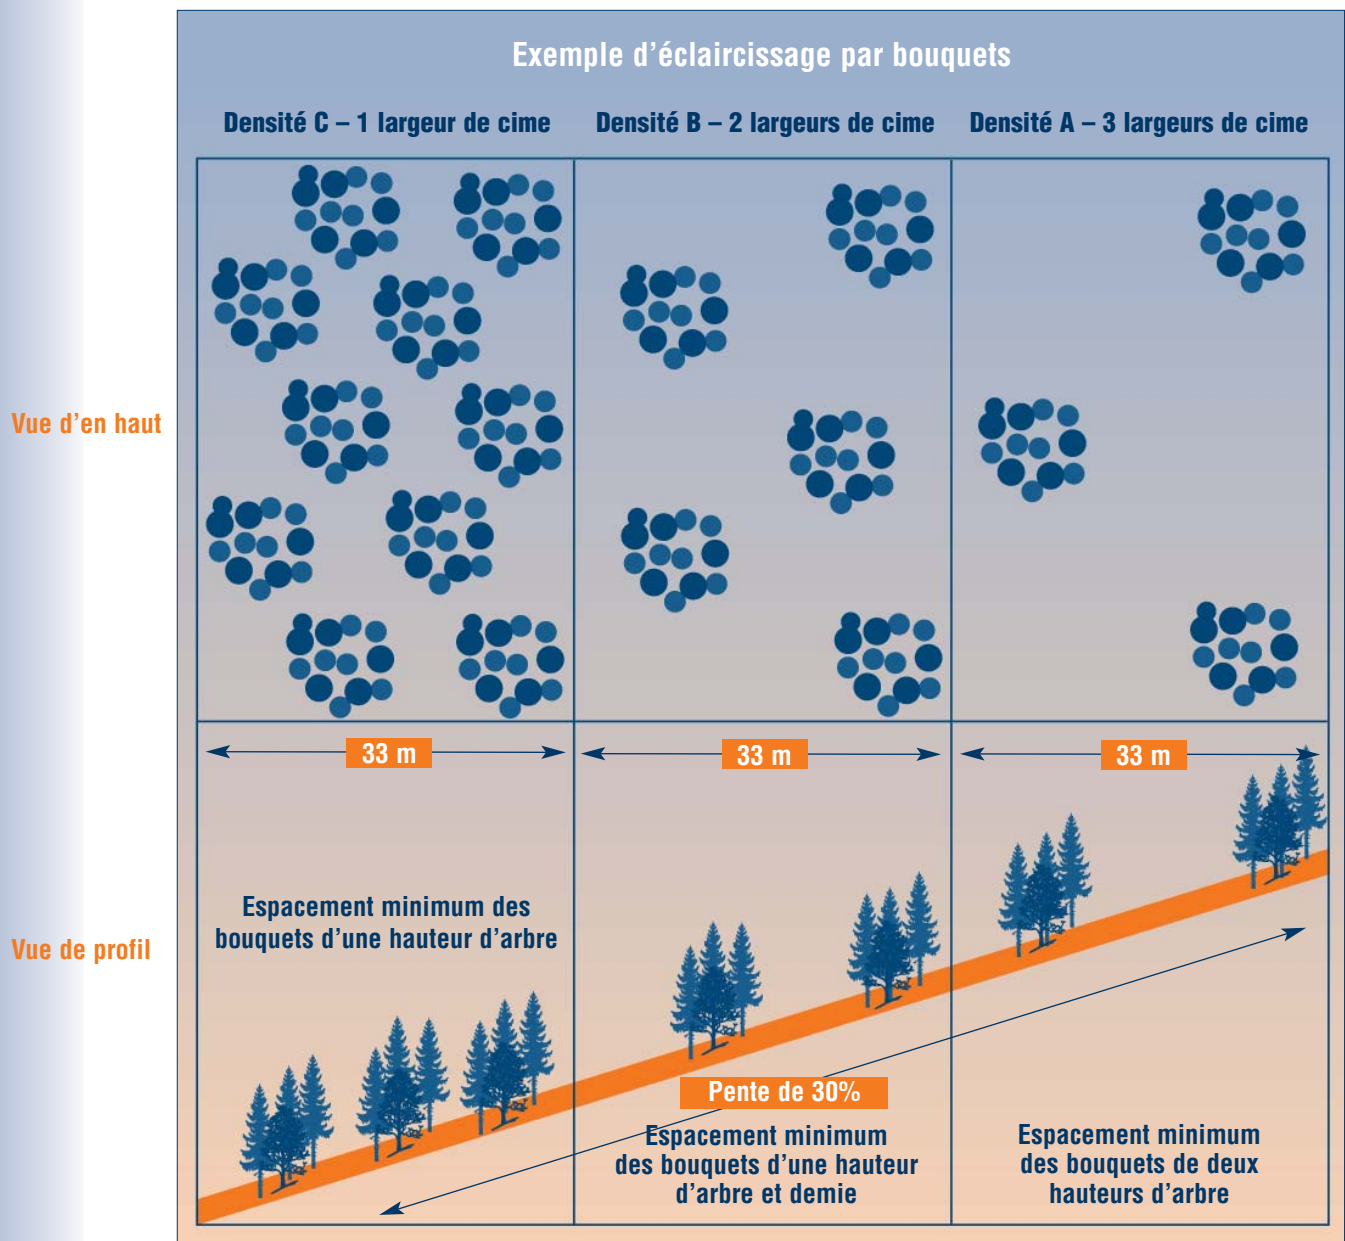 Exemple d’éclaircissage par bouquets
Densité C – 1 largeur de cime
Densité B – 2 largeurs de cime
Densité A – 3 largeurs de cime
Vue d’en haut
33 m
33 m
33 m
Vue de profil
Espacement minimum des
bouquets d’une hauteur d’arbre
Pente de 30%
Espacement minimum
des bouquets d’une hauteur
d’arbre et demie
Espacement minimum
des bouquets de deux
hauteurs d’arbre